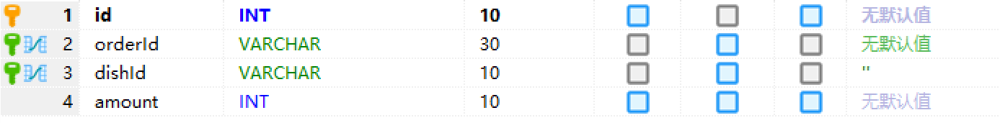 1 id INT 10 无默认值
2 orderId VARCHAR 30 无默认值
3 dishId VARCHAR 10 ''
4 amount INT 10 无默认值